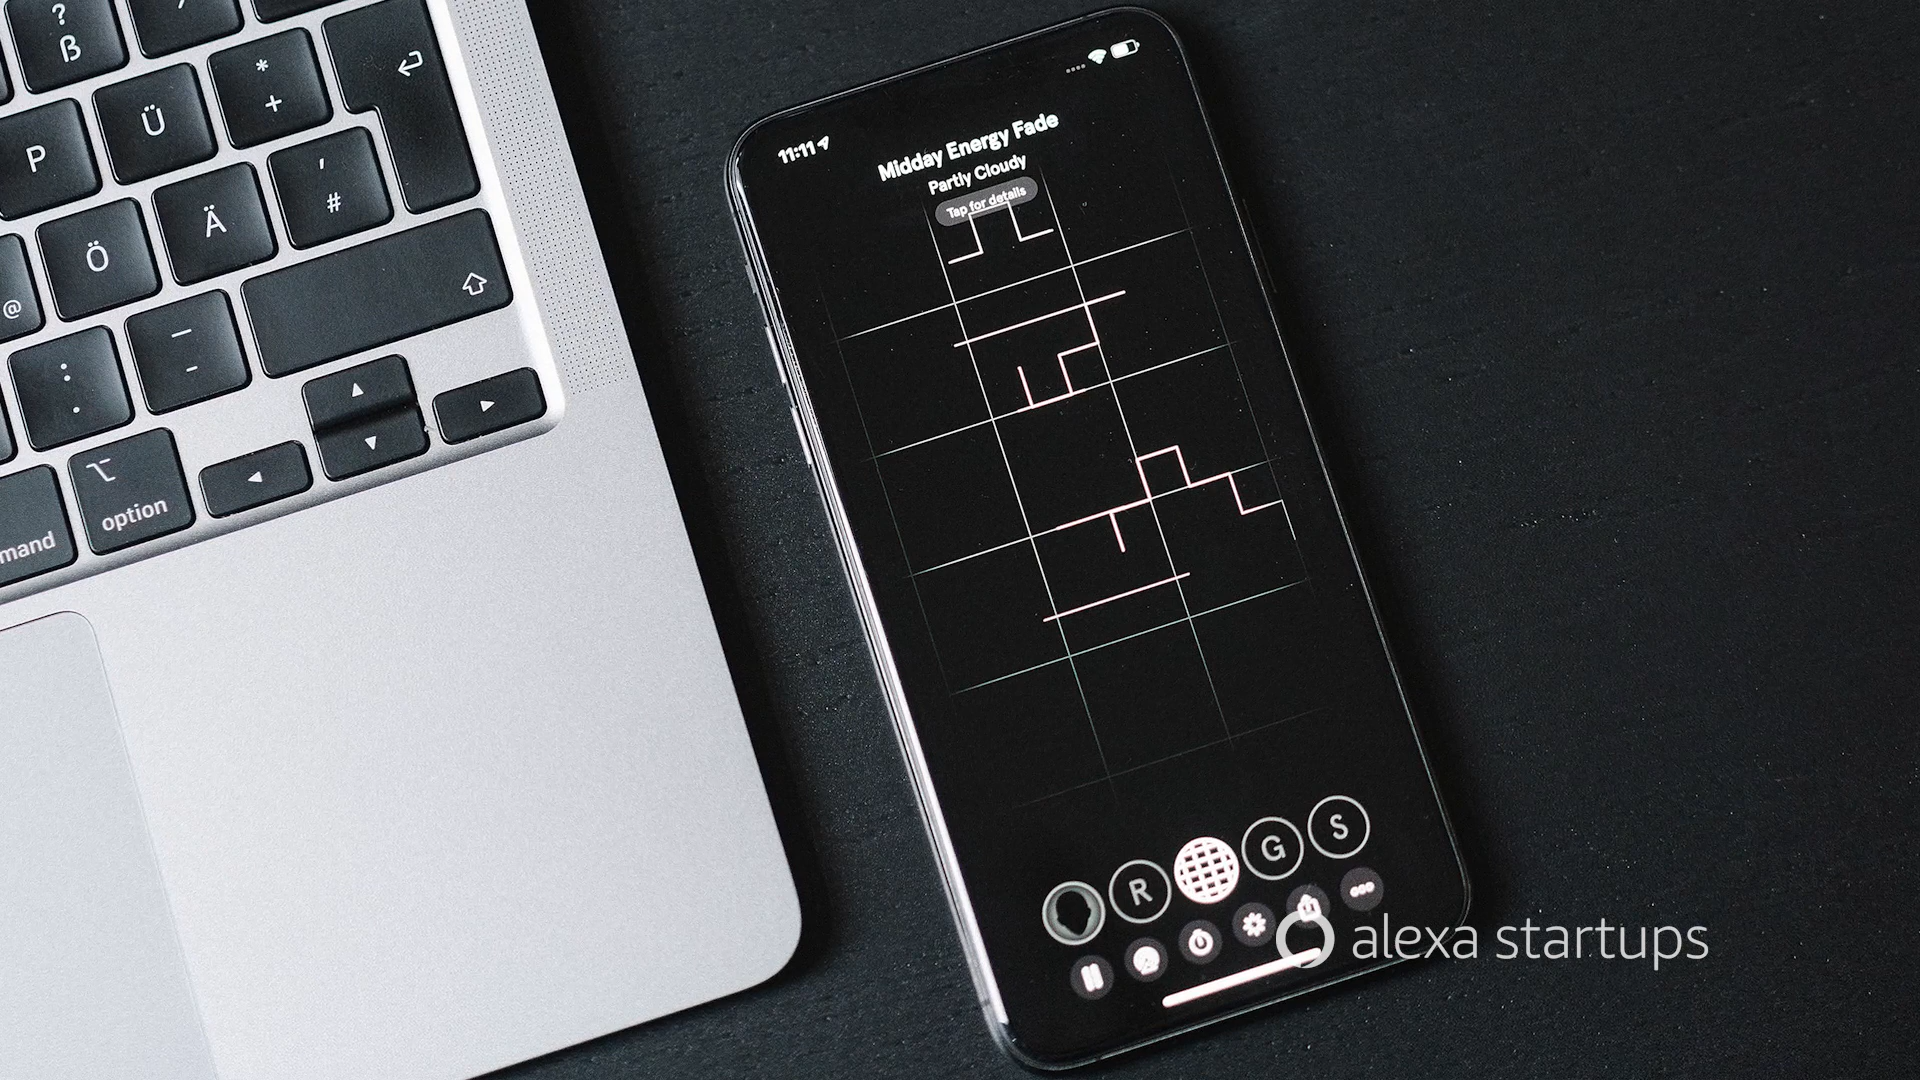 ?
ß
P
Ü
*
+
Ö
Ä
'
#
@
:
.
_
-
mand
option
11:11
Midday Energy Fade
Partly Cloudy
Tap for details
R
G
S
alexa startups